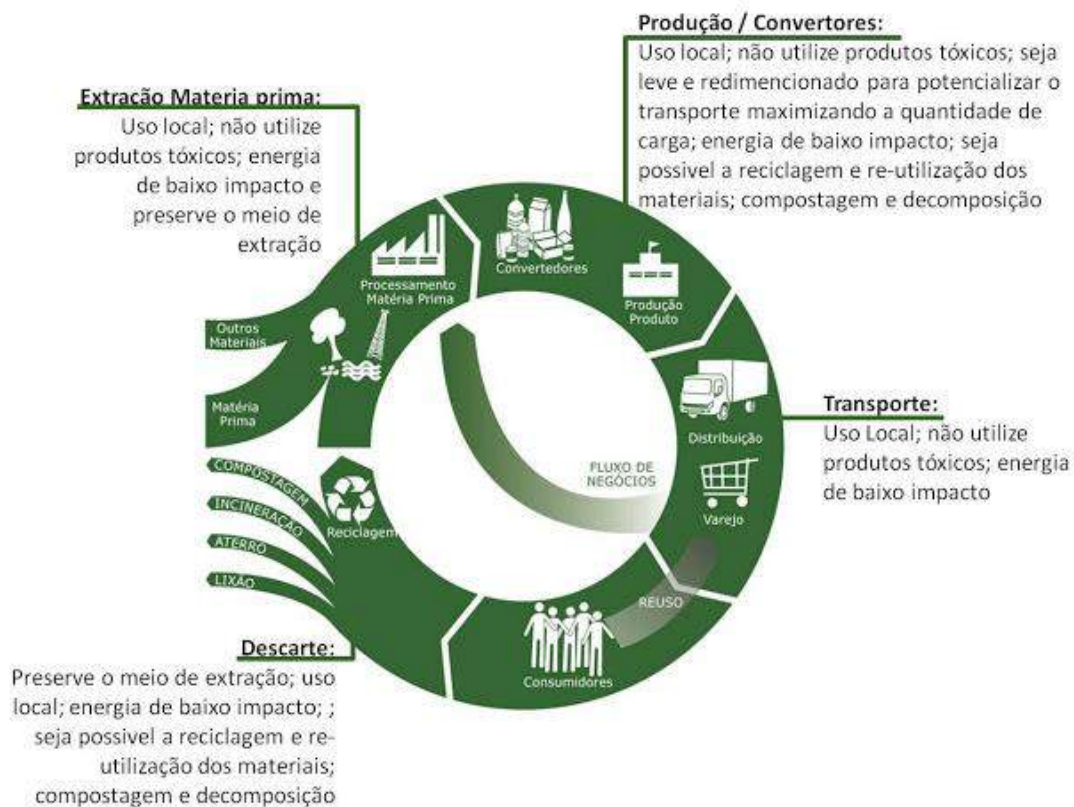 Produção / Convertores:
Uso local; não utilize produtos tóxicos; seja
leve e redimencionado para potencializar o
transporte maximizando a quantidade de
carga; energia de baixo impacto; seja
possivel a reciclagem e re-utilização dos
materiais; compostagem e decomposição
Extração Materia prima:
Uso local; não utilize
produtos tóxicos; energia
de baixo impacto e
preserve o meio de
extração
Convertedores
Processamento
Matéria Prima
Produção
Produto
Outros
Materiais
Matéria
Prima
Distribuição
Transporte:
Uso Local; não utilize
produtos tóxicos; energia
de baixo impacto
FLUXO DE
NEGÓCIOS
Varejo
COMPOSTAGEM
INCINERAÇÃO
ATERRO
LIXÃO
Reciclagem
REUSO
Consumidores
Descarte:
Preserve o meio de extração; uso
local; energia de baixo impacto; ;
seja possivel a reciclagem e re-
utilização dos materiais;
compostagem e decomposição